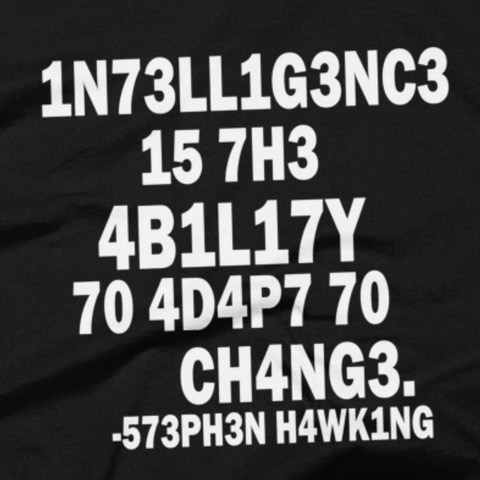 1N73LL1G3NC3
15 7H3
4B1L17Y
70 4D4P7 70
CH4NG3.
-573PH3N H4WK1NG